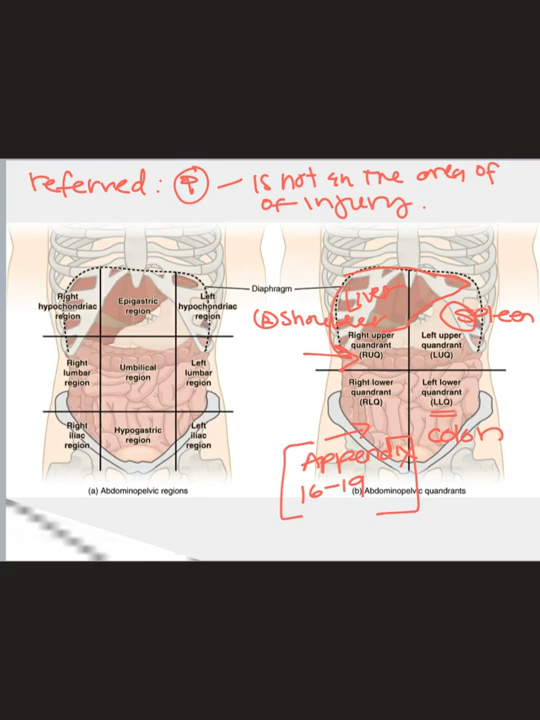 referred: P — is not in the area of
of injury.
Diaphragm
Right
hypochondriac
region
Epigastric
region
Left
hypochondriac
region
Right
lumbar
region
Umbilical
region
Left
lumbar
region
Right
iliac
region
Hypogastric
region
Left
iliac
region
(a) Abdominopelvic regions
Liver
(R) Shoulder
Spleen
Right upper
quadrant
(RUQ)
Left upper
quadrant
(LUQ)
Right lower
quadrant
(RLQ)
Left lower
quadrant
(LLQ)
Colon
Appendix
16-19
(b) Abdominopelvic quadrants